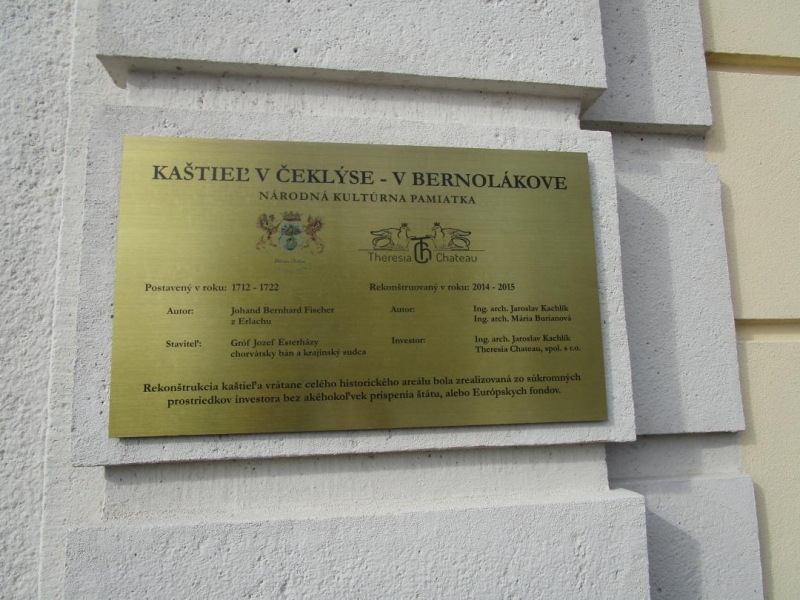 KAŠTIEĽ V ČEKLÝSE - V BERNOLÁKOVE
NÁRODNÁ KULTÚRNA PAMIATKA
Theresia Ch Chateau
Postavený v roku: 1712 - 1722
Rekonštruovaný v roku: 2014 - 2015
Autor: Johand Bernhard Fischer
z Erlachu
Autor: Ing. arch. Jaroslav Kachlík
Ing. arch. Mária Burianová
Staviteľ: Gróf Jozef Esterházy
chorvátsky bán a krajinský sudca
Investor: Ing. arch. Jaroslav Kachlík
Theresia Chateau, spol. s r.o.
Rekonštrukcia kaštieľa vrátane celého historického areálu bola zrealizovaná zo súkromných
prostriedkov investora bez akéhokoľvek prispenia štátu, alebo Európskych fondov.